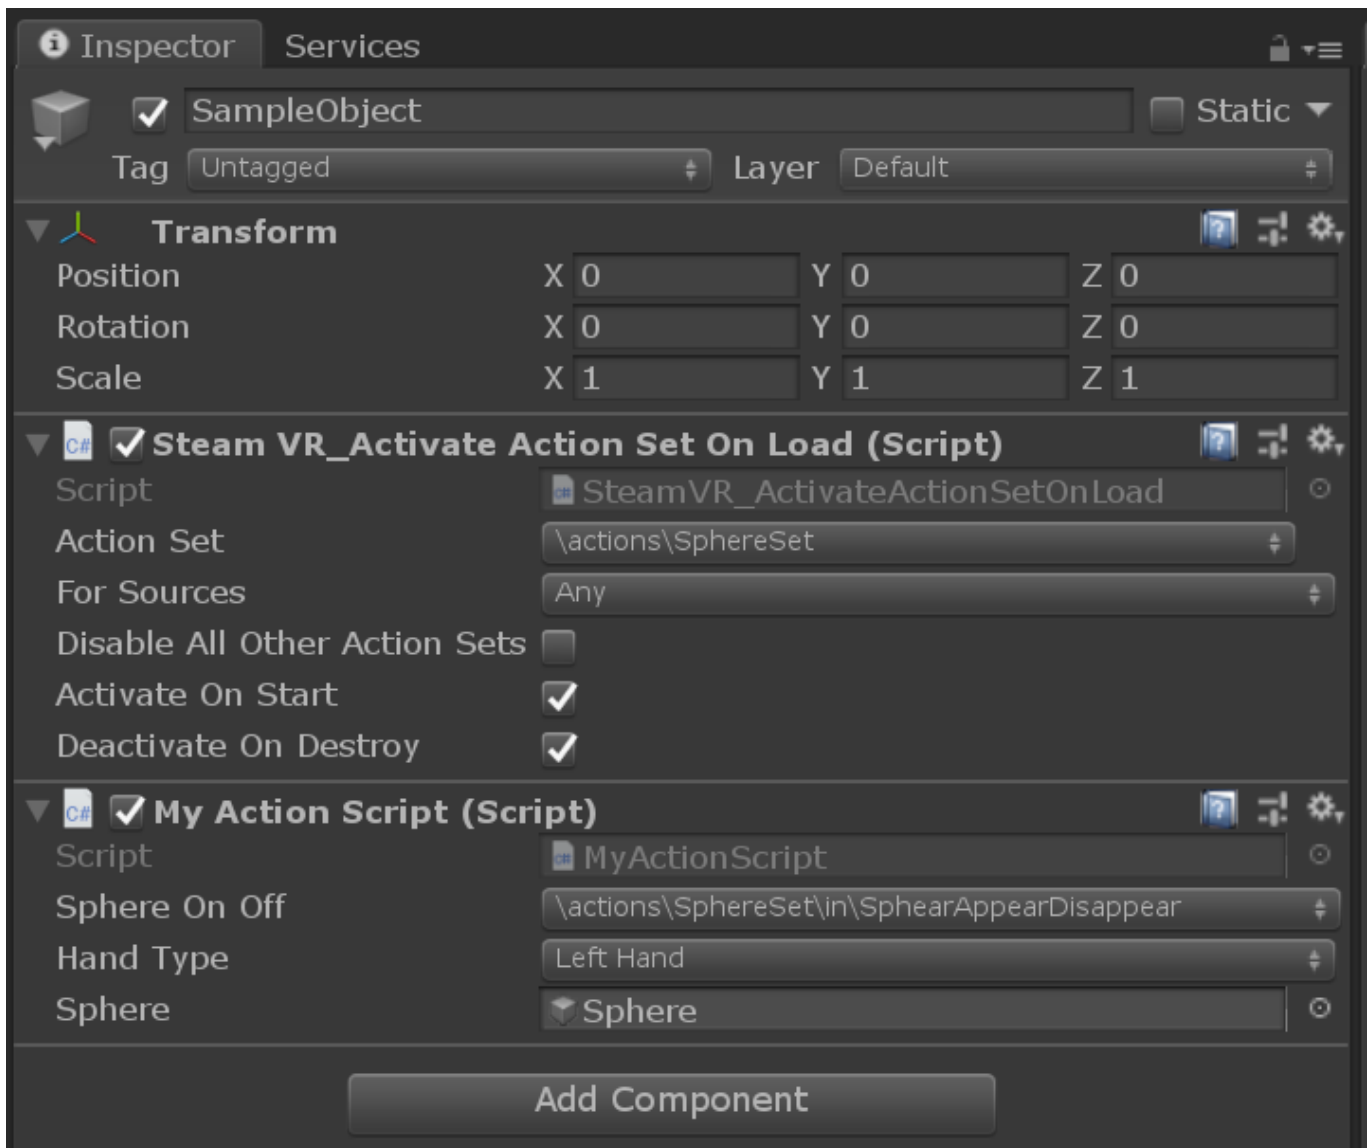 Inspector Services
SampleObject Static
Tag Untagged Layer Default
Transform
Position X 0 Y 0 Z 0
Rotation X 0 Y 0 Z 0
Scale X 1 Y 1 Z 1
C# Steam VR_Activate Action Set On Load (Script)
Script SteamVR_ActivateActionSetOnLoad
Action Set \actions\SphereSet
For Sources Any
Disable All Other Action Sets
Activate On Start
Deactivate On Destroy
C# My Action Script (Script)
Script MyActionScript
Sphere On Off \actions\SphereSet\in\SphearAppearDisappear
Hand Type Left Hand
Sphere Sphere
Add Component